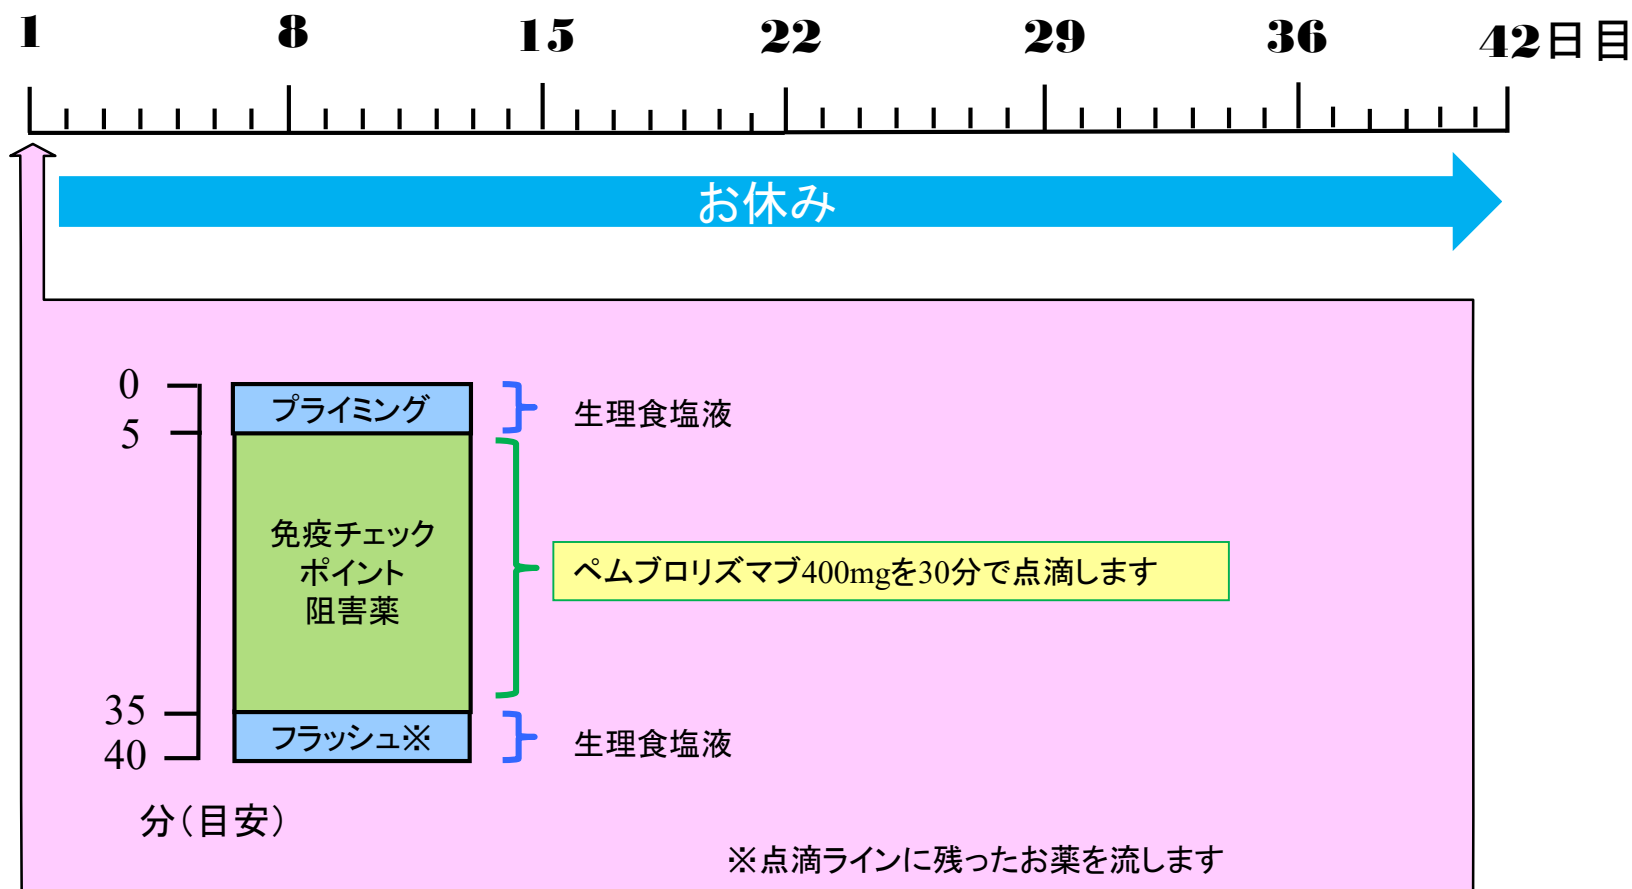 1 8 15 22 29 36 42日目
お休み
0
プライミング
生理食塩液
5
免疫チェック
ポイント
阻害薬
ペムブロリズマブ400mgを30分で点滴します
35
フラッシュ※
生理食塩液
40
分（目安）
※点滴ラインに残ったお薬を流します